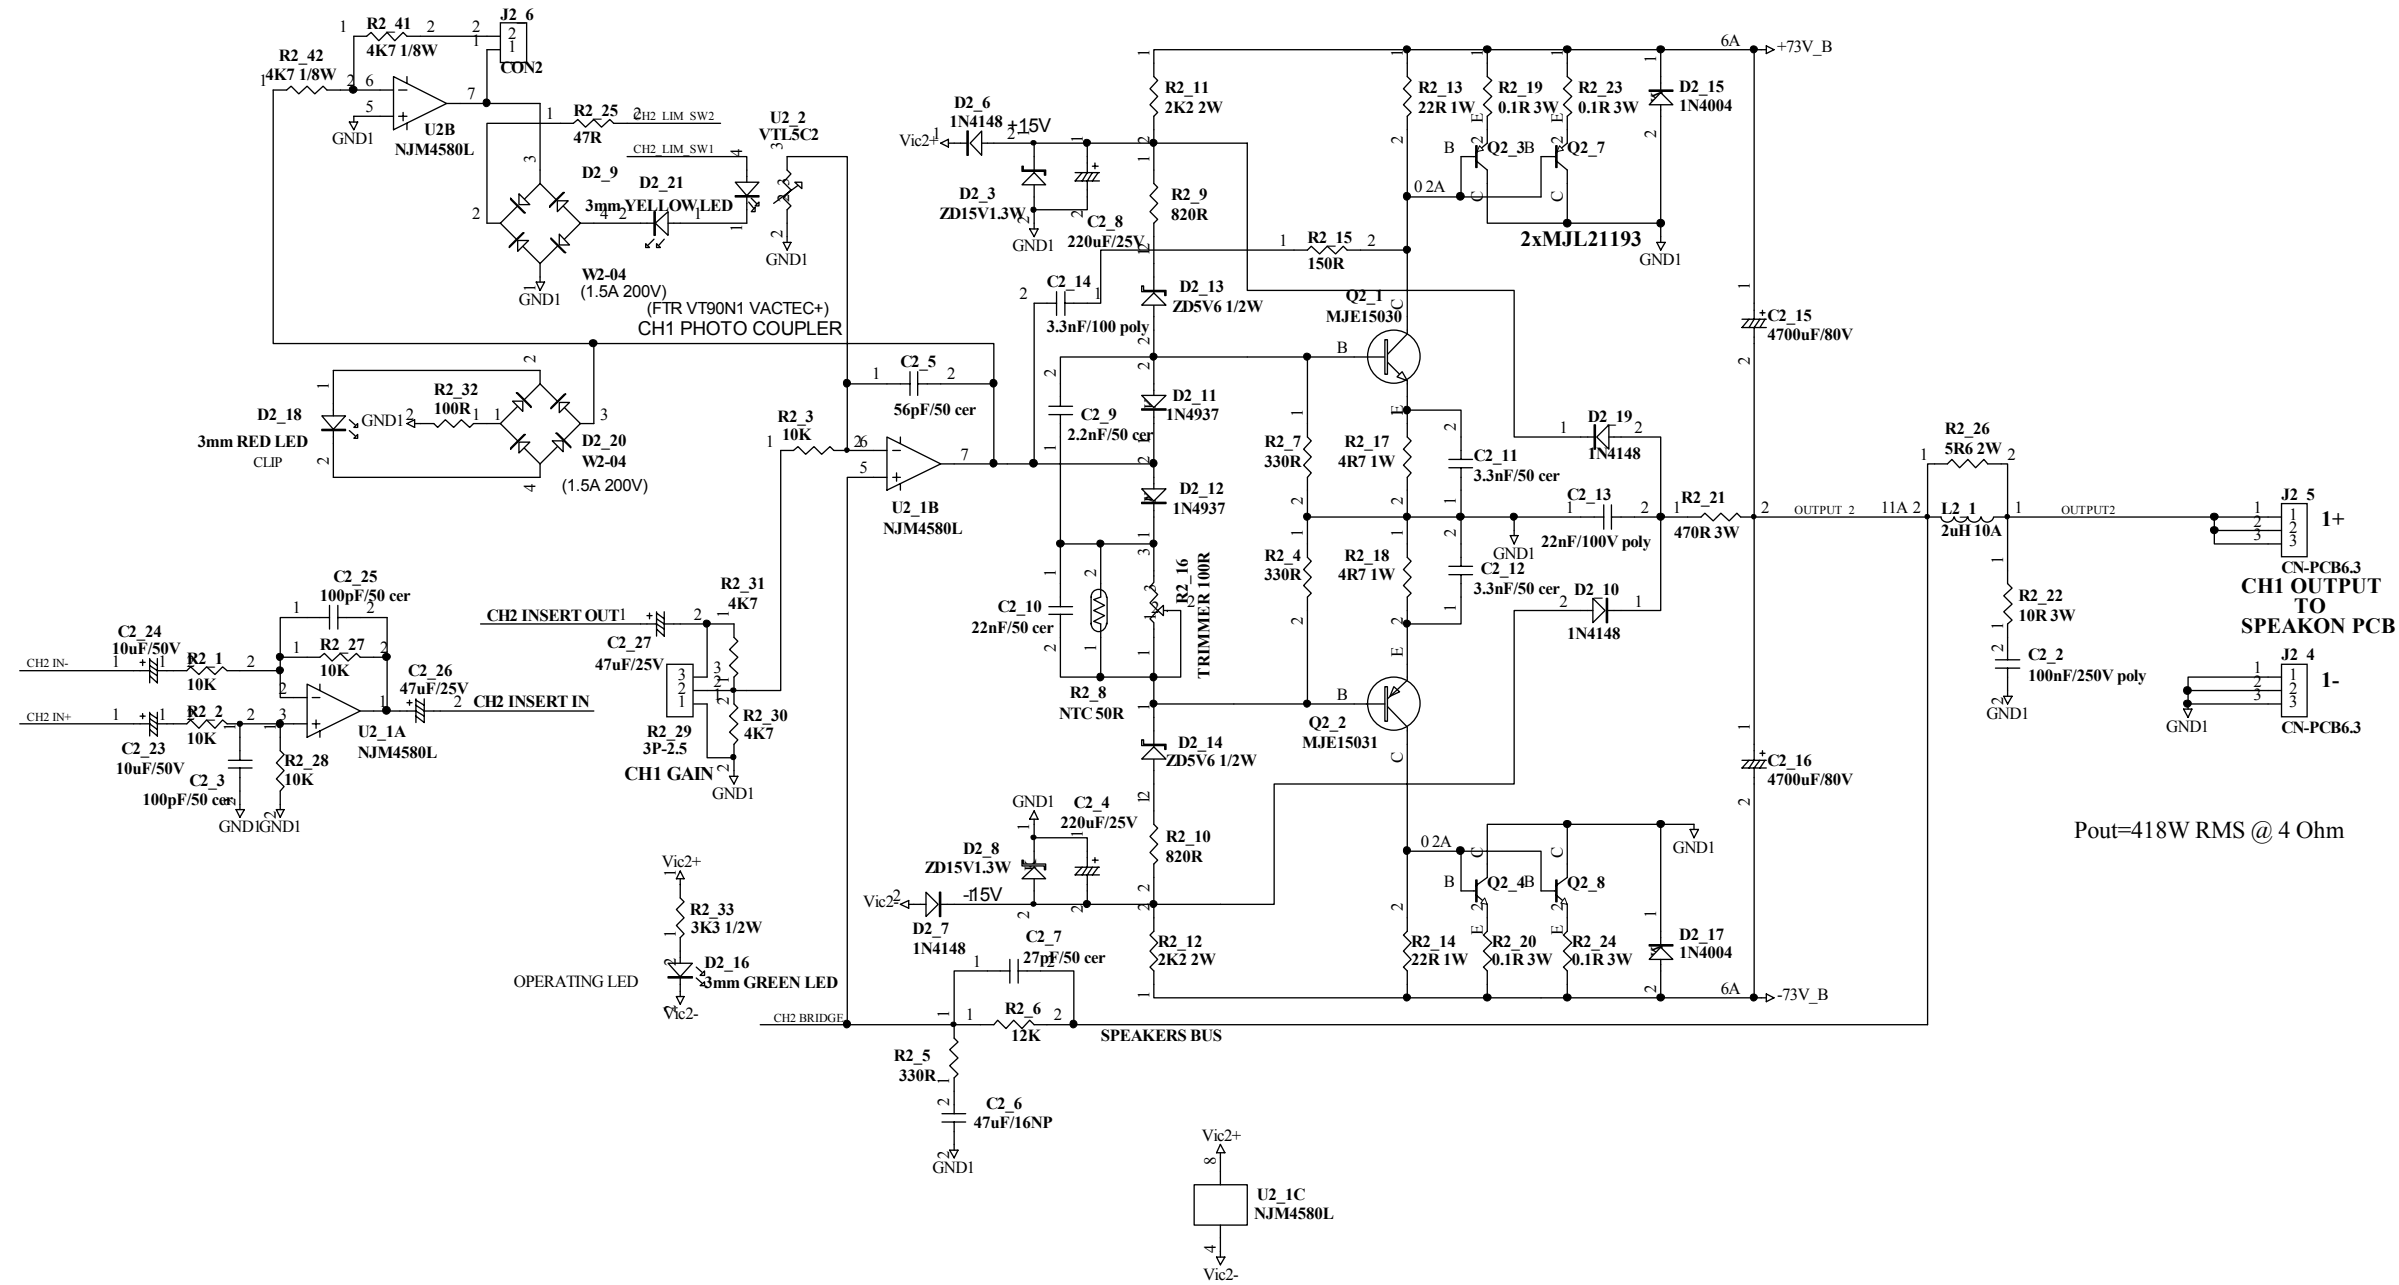 J2_6
R2_41
4K7 1/8W
CON2
R2_42
4K7 1/8W
U2B
NJM4580L
GND1
R2_25
47R
CH2_LIM_SW2
CH2_LIM_SW1
U2_2
VTL5C2
D2_9
D2_21
3mm YELLOW LED
GND1
W2-04
(1.5A 200V)
GND1
(FTR VT90N1 VACTEC+)
CH1 PHOTO COUPLER
D2_6
1N4148
+15V
Vic2+
D2_3
ZD15V1.3W
GND1
C2_8
220uF/25V
R2_11
2K2 2W
R2_9
820R
R2_13
22R 1W
R2_19
0.1R 3W
R2_23
0.1R 3W
D2_15
1N4004
6A
+73V_B
B
E
C
Q2_3
B
E
C
Q2_7
0 2A
2xMJL21193
GND1
R2_15
150R
C2_14
3.3nF/100 poly
D2_13
ZD5V6 1/2W
Q2_1
MJE15030
B
C
E
C2_15
4700uF/80V
D2_18
3mm RED LED
CLIP
GND1
R2_32
100R
D2_20
W2-04
(1.5A 200V)
C2_5
56pF/50 cer
R2_3
10K
U2_1B
NJM4580L
C2_9
2.2nF/50 cer
D2_11
1N4937
D2_12
1N4937
R2_7
330R
R2_17
4R7 1W
C2_11
3.3nF/50 cer
D2_19
1N4148
C2_13
22nF/100V poly
GND1
R2_21
470R 3W
OUTPUT 2
11A
R2_26
5R6 2W
L2_1
2uH 10A
OUTPUT2
J2_5
1+
CN-PCB6.3
CH1 OUTPUT
TO
SPEAKON PCB
R2_4
330R
R2_18
4R7 1W
C2_12
3.3nF/50 cer
D2_10
1N4148
C2_10
22nF/50 cer
R2_16
TRIMMER 100R
R2_8
NTC 50R
R2_22
10R 3W
C2_2
100nF/250V poly
GND1
J2_4
1-
GND1
CN-PCB6.3
C2_25
100pF/50 cer
R2_27
10K
C2_24
10uF/50V
CH2 IN-
R2_1
10K
C2_26
47uF/25V
CH2 INSERT IN
CH2 IN+
C2_23
10uF/50V
R2_2
10K
U2_1A
NJM4580L
C2_3
100pF/50 cer
R2_28
10K
GND1
GND1
CH2 INSERT OUT
C2_27
47uF/25V
R2_31
4K7
R2_30
4K7
R2_29
3P-2.5
CH1 GAIN
GND1
Q2_2
MJE15031
B
E
C
D2_14
ZD5V6 1/2W
C2_16
4700uF/80V
GND1
C2_4
220uF/25V
D2_8
ZD15V1.3W
R2_10
820R
Vic2-
-15V
D2_7
1N4148
R2_12
2K2 2W
0 2A
B
C
E
Q2_4
B
C
E
Q2_8
GND1
R2_14
22R 1W
R2_20
0.1R 3W
R2_24
0.1R 3W
D2_17
1N4004
6A
-73V_B
Pout=418W RMS @ 4 Ohm
Vic2+
R2_33
3K3 1/2W
D2_16
3mm GREEN LED
OPERATING LED
Vic2-
C2_7
27pF/50 cer
CH2 BRIDGE
R2_6
12K
SPEAKERS BUS
R2_5
330R
C2_6
47uF/16NP
GND1
Vic2+
8
U2_1C
NJM4580L
4
Vic2-